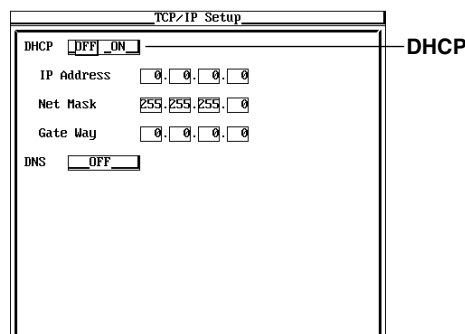 TCP/IP Setup
DHCP OFF ON
DHCP
IP Address 0. 0. 0. 0
Net Mask 255.255.255. 0
Gate Way 0. 0. 0. 0
DNS OFF